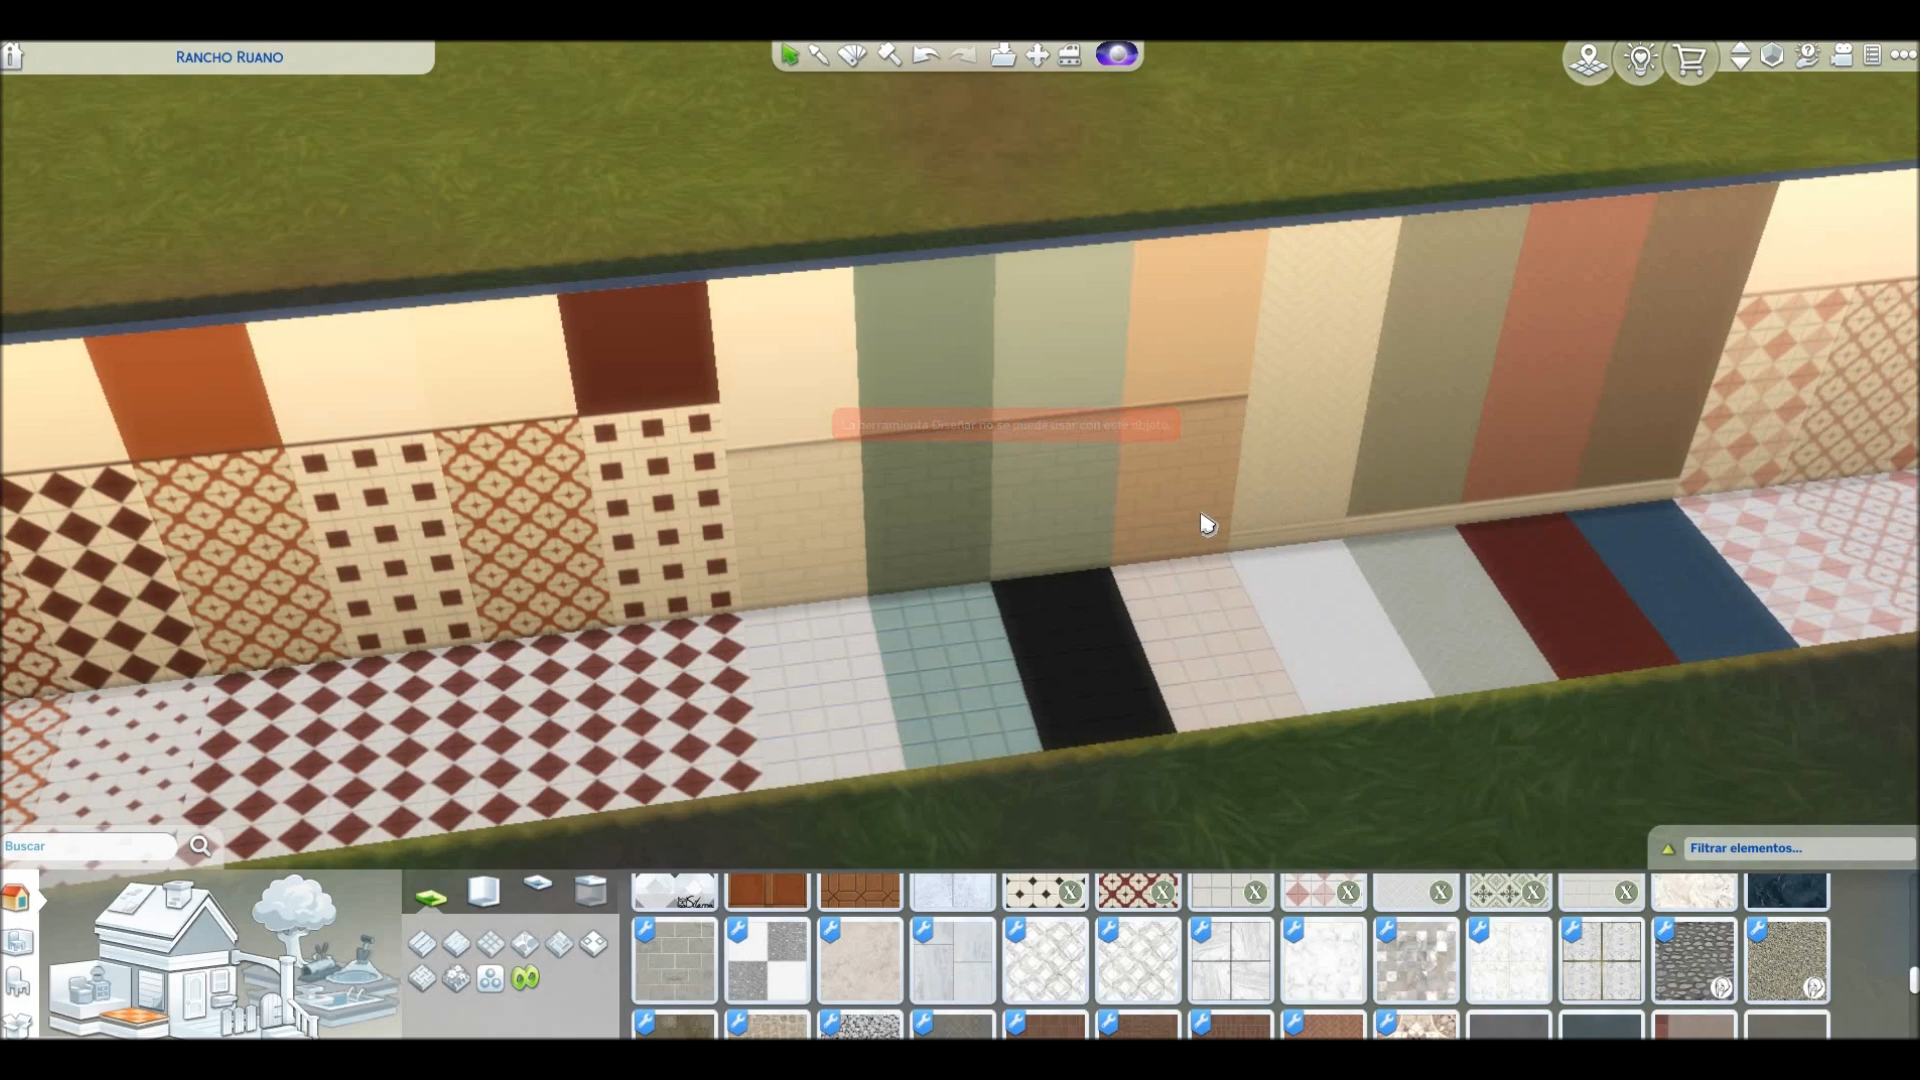 RANCHO RUANO
La herramienta Diseñar no se puede usar con este objeto.
Buscar
Filtrar elementos...
X
X
X
X
X
X
X